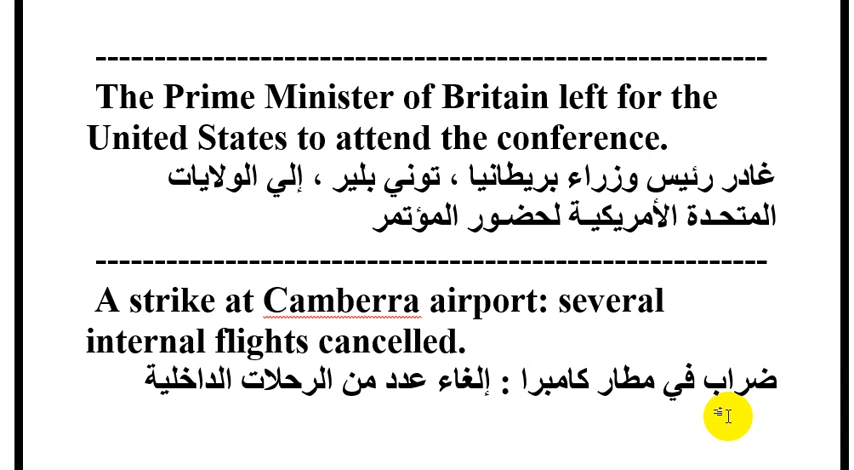 The Prime Minister of Britain left for the
United States to attend the conference.
غادر رئيس وزراء بريطانيا ، توني بلير ، إلي الولايات
المتحدة الأمريكية لحضور المؤتمر
A strike at Camberra airport: several
internal flights cancelled.
ضراب في مطار كامبرا : إلغاء عدد من الرحلات الداخلية